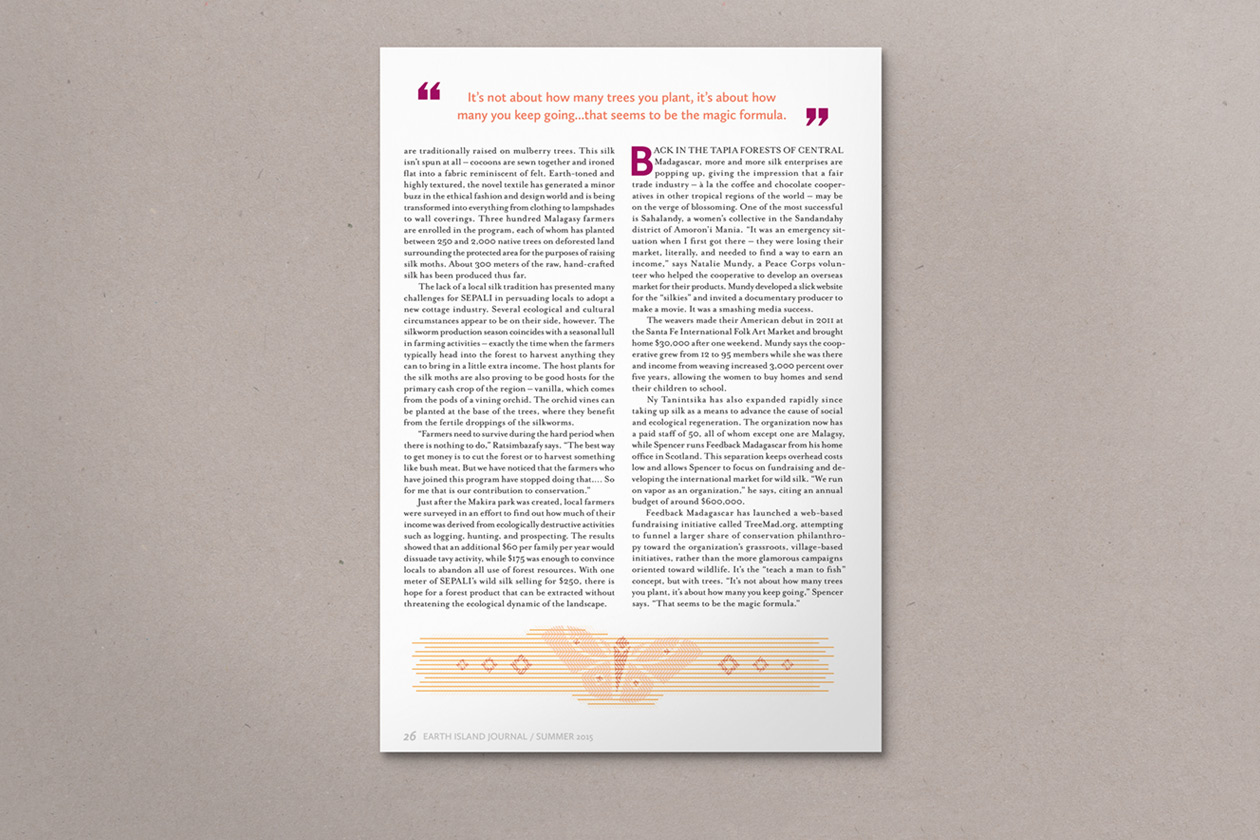 “
It’s not about how many trees you plant, it’s about how
many you keep going...that seems to be the magic formula.
”
are traditionally raised on mulberry trees. This silk
isn’t spun at all – cocoons are sewn together and ironed
flat into a fabric reminiscent of felt. Earth-toned and
highly textured, the novel textile has generated a minor
buzz in the ethical fashion and design world and is being
transformed into everything from clothing to lampshades
to wall coverings. Three hundred Malagasy farmers
are enrolled in the program, each of whom has planted
between 250 and 2,000 native trees on deforested land
surrounding the protected area for the purposes of raising
silk moths. About 300 meters of the raw, hand-crafted
silk has been produced thus far.
The lack of a local silk tradition has presented many
challenges for SEPALI in persuading locals to adopt a
new cottage industry. Several ecological and cultural
circumstances appear to be on their side, however. The
silkworm production season coincides with a seasonal lull
in farming activities – exactly the time when the farmers
typically head into the forest to harvest anything they
can to bring in a little extra income. The host plants for
the silk moths are also proving to be good hosts for the
primary cash crop of the region – vanilla, which comes
from the pods of a vining orchid. The orchid vines can
be planted at the base of the trees, where they benefit
from the fertile droppings of the silkworms.
“Farmers need to survive during the hard period when
there is nothing to do,” Ratsimbazafy says. “The best way
to get money is to cut the forest or to harvest something
like bush meat. But we have noticed that the farmers who
have joined this program have stopped doing that.... So
for me that is our contribution to conservation.”
Just after the Makira park was created, local farmers
were surveyed in an effort to find out how much of their
income was derived from ecologically destructive activities
such as logging, hunting, and prospecting. The results
showed that an additional $60 per family per year would
dissuade tavy activity, while $175 was enough to convince
locals to abandon all use of forest resources. With one
meter of SEPALI’s wild silk selling for $250, there is
hope for a forest product that can be extracted without
threatening the ecological dynamic of the landscape.
BACK IN THE TAPIA FORESTS OF CENTRAL
Madagascar, more and more silk enterprises are
popping up, giving the impression that a fair
trade industry – à la the coffee and chocolate cooper-
atives in other tropical regions of the world – may be
on the verge of blossoming. One of the most successful
is Sahalandy, a women’s collective in the Sandandahy
district of Amoron’i Mania. “It was an emergency sit-
uation when I first got there – they were losing their
market, literally, and needed to find a way to earn an
income,” says Natalie Mundy, a Peace Corps volun-
teer who helped the cooperative to develop an overseas
market for their products. Mundy developed a slick website
for the “silkies” and invited a documentary producer to
make a movie. It was a smashing media success.
The weavers made their American debut in 2011 at
the Santa Fe International Folk Art Market and brought
home $30,000 after one weekend. Mundy says the coop-
erative grew from 12 to 95 members while she was there
and income from weaving increased 3,000 percent over
five years, allowing the women to buy homes and send
their children to school.
Ny Tanintsika has also expanded rapidly since
taking up silk as a means to advance the cause of social
and ecological regeneration. The organization now has
a paid staff of 50, all of whom except one are Malagsy,
while Spencer runs Feedback Madagascar from his home
office in Scotland. This separation keeps overhead costs
low and allows Spencer to focus on fundraising and de-
veloping the international market for wild silk. “We run
on vapor as an organization,” he says, citing an annual
budget of around $600,000.
Feedback Madagascar has launched a web-based
fundraising initiative called TreeMad.org, attempting
to funnel a larger share of conservation philanthro-
py toward the organization’s grassroots, village-based
initiatives, rather than the more glamorous campaigns
oriented toward wildlife. It’s the “teach a man to fish”
concept, but with trees. “It’s not about how many trees
you plant, it’s about how many you keep going,” Spencer
says. “That seems to be the magic formula.”
26 EARTH ISLAND JOURNAL / SUMMER 2015